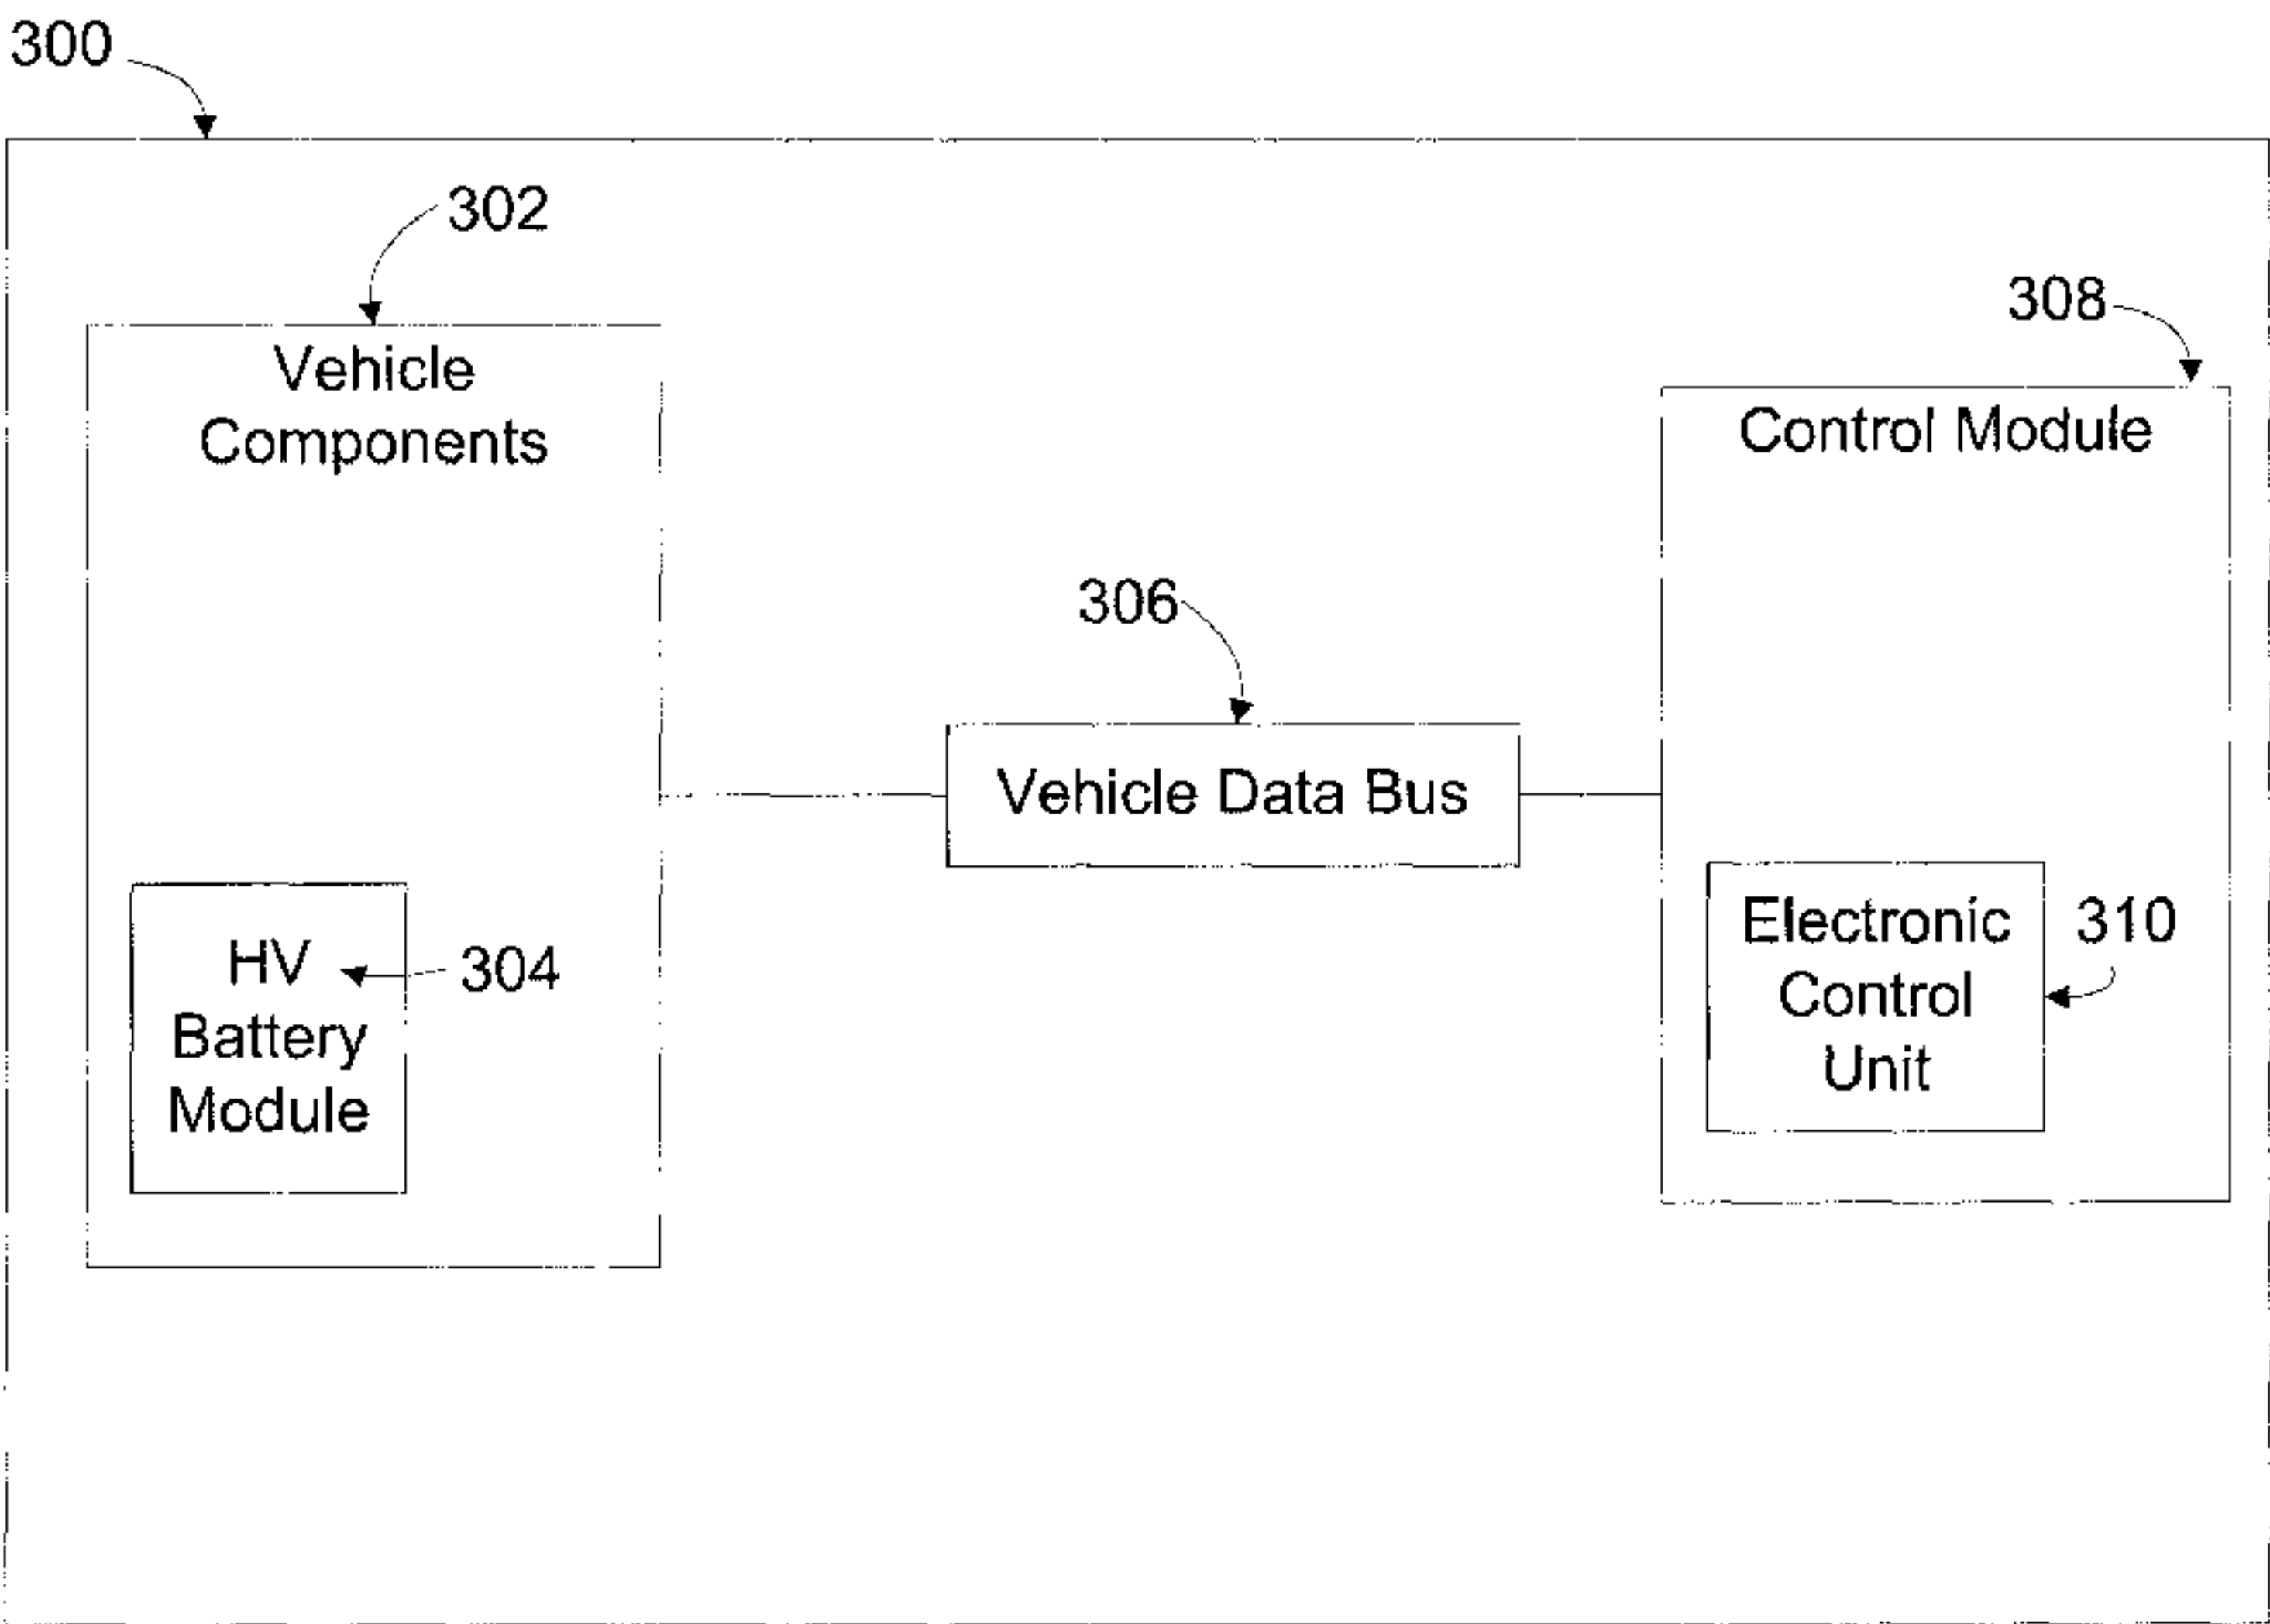 300
302
308
Vehicle
Components
Control Module
306
Vehicle Data Bus
HV
Battery
Module
304
Electronic
Control
Unit
310